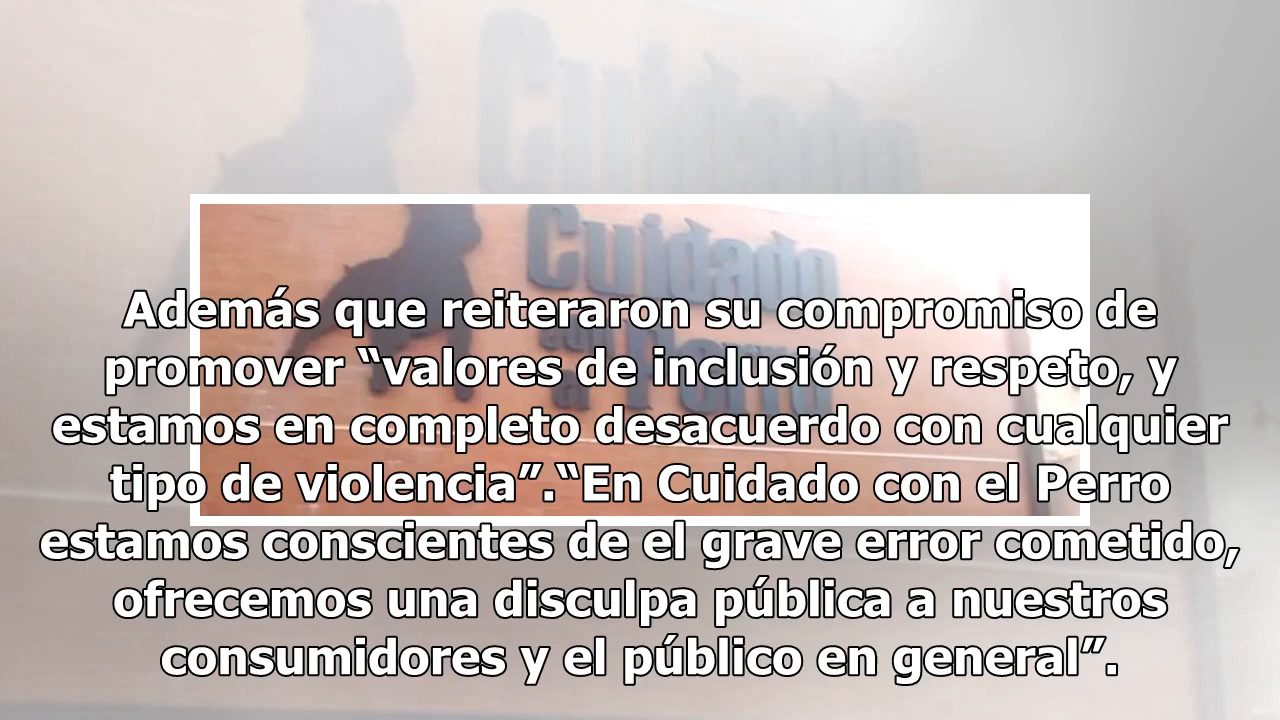 Cuidado
Cuidado
con
el Perro
Además que reiteraron su compromiso de
promover “valores de inclusión y respeto, y
estamos en completo desacuerdo con cualquier
tipo de violencia”.“En Cuidado con el Perro
estamos conscientes de el grave error cometido,
ofrecemos una disculpa pública a nuestros
consumidores y el público en general”.